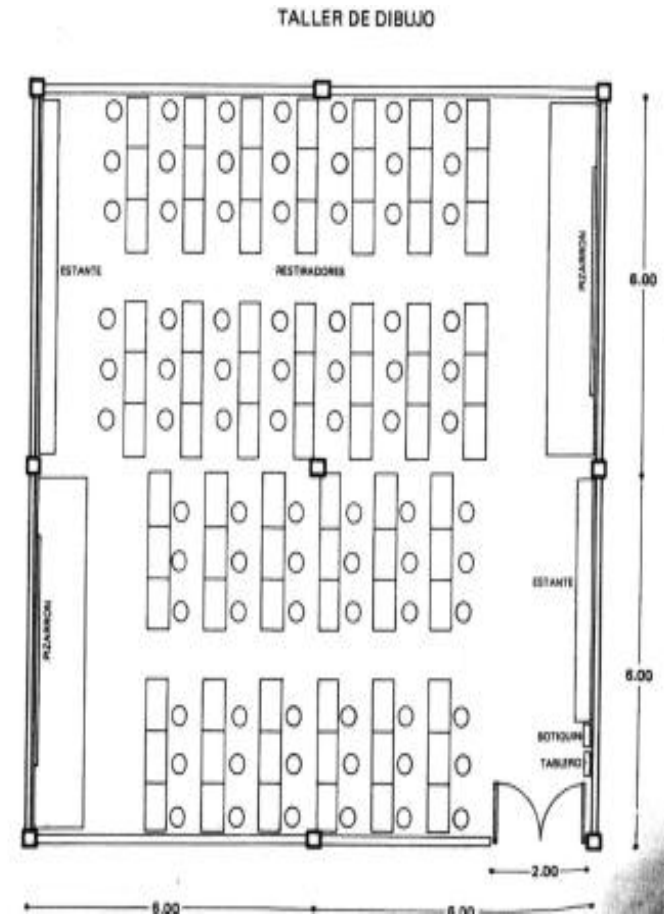 TALLER DE DIBUJO
ESTANTE
RESTIRADORES
PIZARRON
6.00
PIZARRON
ESTANTE
6.00
BOTIQUIN
TABLERO
2.00
6.00
6.00